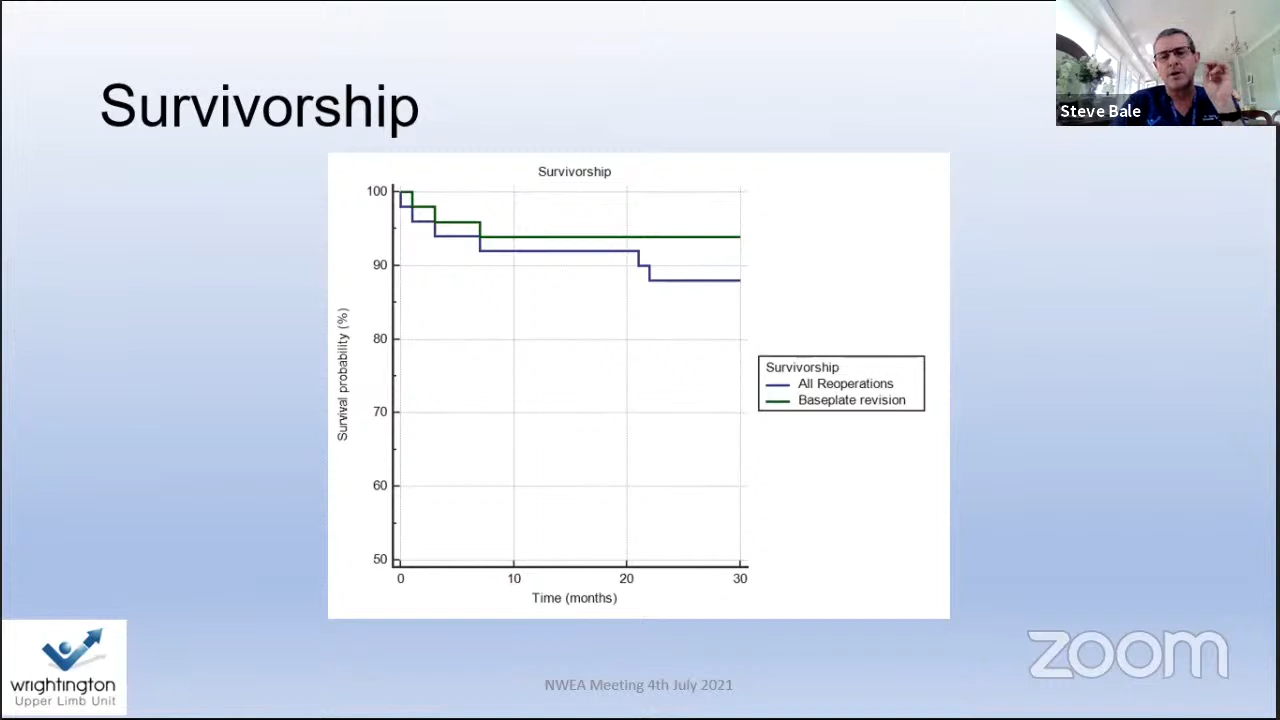 Survivorship
Steve Bale
Survivorship
100
90
80
70
60
50
Survival probability (%)
0 10 20 30
Time (months)
Survivorship
All Reoperations
Baseplate revision
wrightington
Upper Limb Unit
NWEA Meeting 4th July 2021
zoom